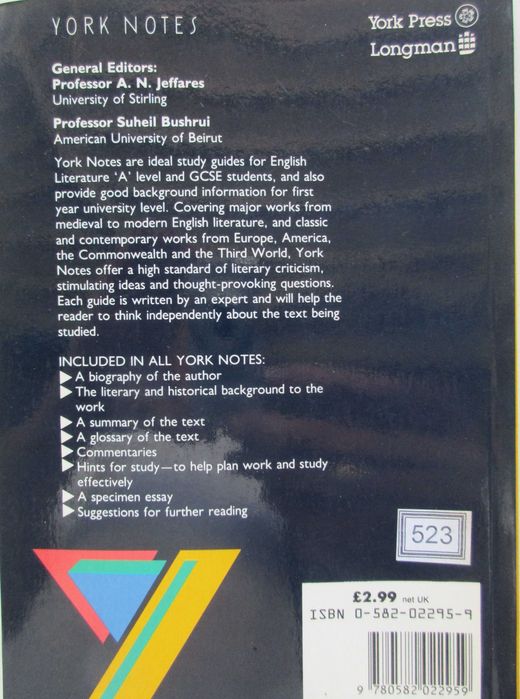 YORK NOTES
York Press
Longman
General Editors:
Professor A. N. Jeffares
University of Stirling
Professor Suheil Bushrui
American University of Beirut
York Notes are ideal study guides for English
Literature ‘A’ level and GCSE students, and also
provide good background information for first
year university level. Covering major works from
medieval to modern English literature, and classic
and contemporary works from Europe, America,
the Commonwealth and the Third World, York
Notes offer a high standard of literary criticism,
stimulating ideas and thought-provoking questions.
Each guide is written by an expert and will help the
reader to think independently about the text being
studied.
INCLUDED IN ALL YORK NOTES:
A biography of the author
The literary and historical background to the
work
A summary of the text
A glossary of the text
Commentaries
Hints for study—to help plan work and study
effectively
A specimen essay
Suggestions for further reading
523
£2.99 net UK
ISBN 0-582-02295-9
9 780582 022959